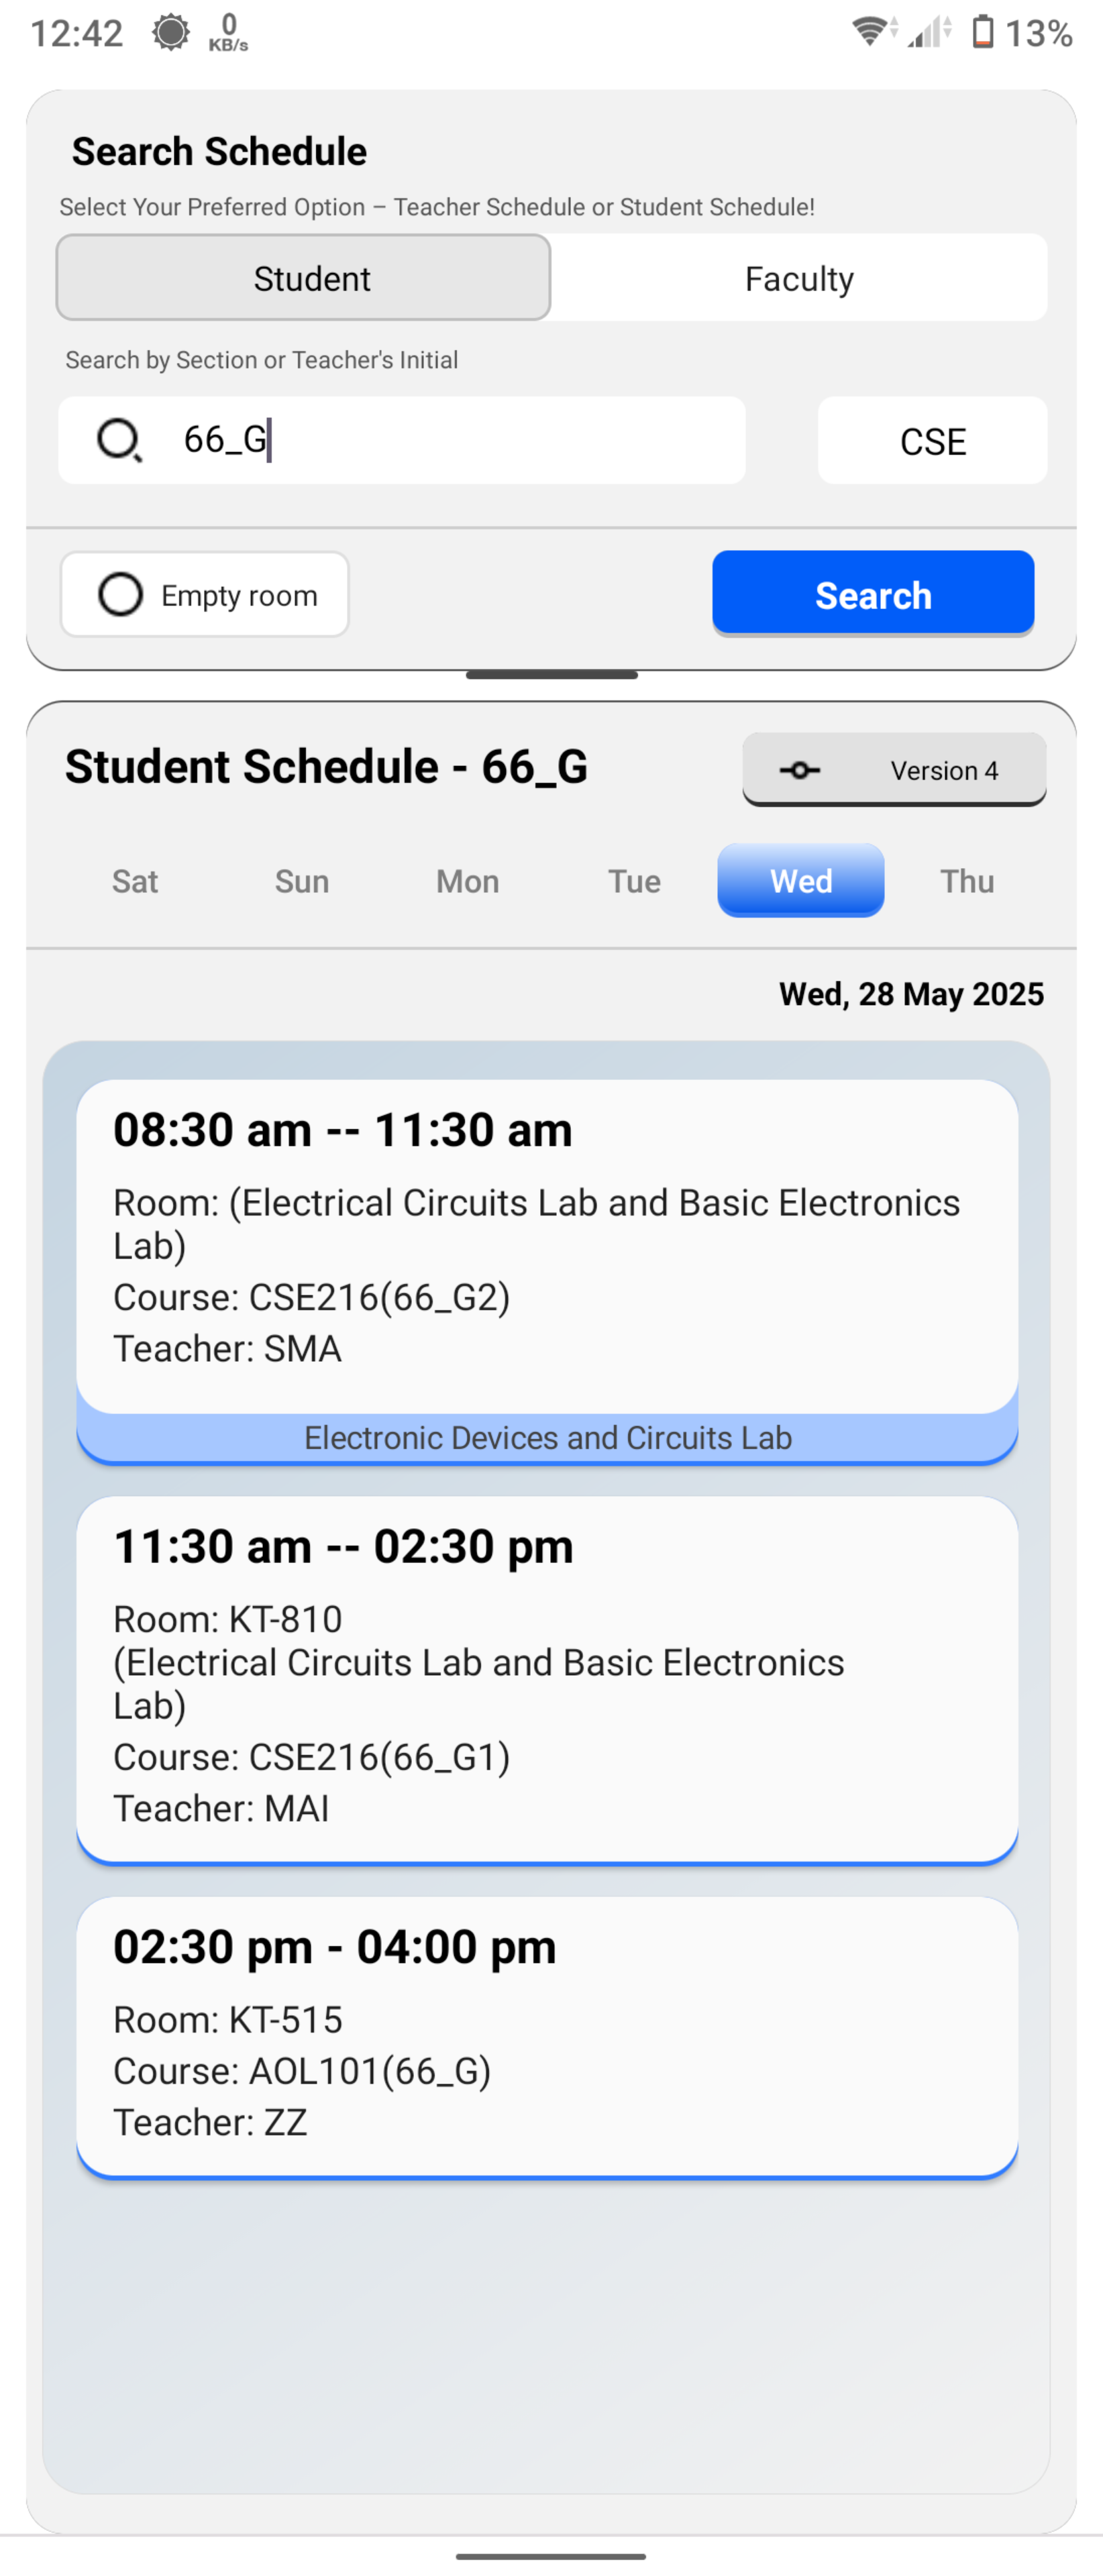 12:42 0 KB/s 13%
Search Schedule
Select Your Preferred Option – Teacher Schedule or Student Schedule!
Student Faculty
Search by Section or Teacher's Initial
66_G CSE
Empty room Search
Student Schedule - 66_G Version 4
Sat Sun Mon Tue Wed Thu
Wed, 28 May 2025
08:30 am -- 11:30 am
Room: (Electrical Circuits Lab and Basic Electronics
Lab)
Course: CSE216(66_G2)
Teacher: SMA
Electronic Devices and Circuits Lab
11:30 am -- 02:30 pm
Room: KT-810
(Electrical Circuits Lab and Basic Electronics
Lab)
Course: CSE216(66_G1)
Teacher: MAI
02:30 pm - 04:00 pm
Room: KT-515
Course: AOL101(66_G)
Teacher: ZZ